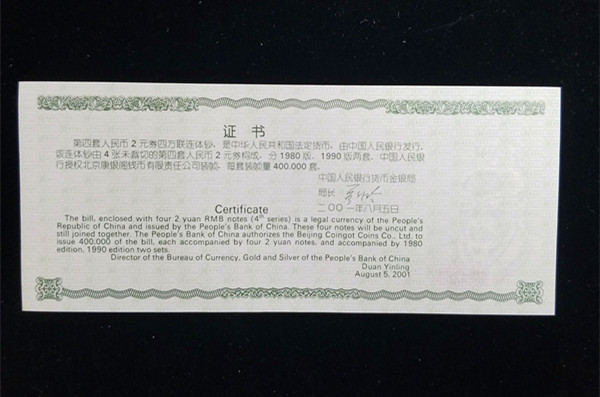 证书
第四套人民币2元券四方联连体钞，是中华人民共和国法定货币，由中国人民银行发行，
该连体钞由4张未裁切的第四套人民币2元券构成，分1980版、1990版两套，中国人民银
行授权北京康银阁钱币有限责任公司装帧，每套装帧量400.000套。
中国人民银行货币金银局
局长
二〇〇一年八月五日
Certificate
The bill, enclosed with four 2 yuan RMB notes (4th series) is a legal currency of the People's
Republic of China and issued by the People's Bank of China. These four notes will be uncut and
still joined together. The People's Bank of China authorizes the Beijing Coingot Coins Co., Ltd. to
issue 400.000 of the bill, each accompanied by four 2 yuan notes, and accompanied by 1980
edition, 1990 edition two sets.
Director of the Bureau of Currency, Gold and Silver of the People's Bank of China
Duan Yinling
August 5, 2001